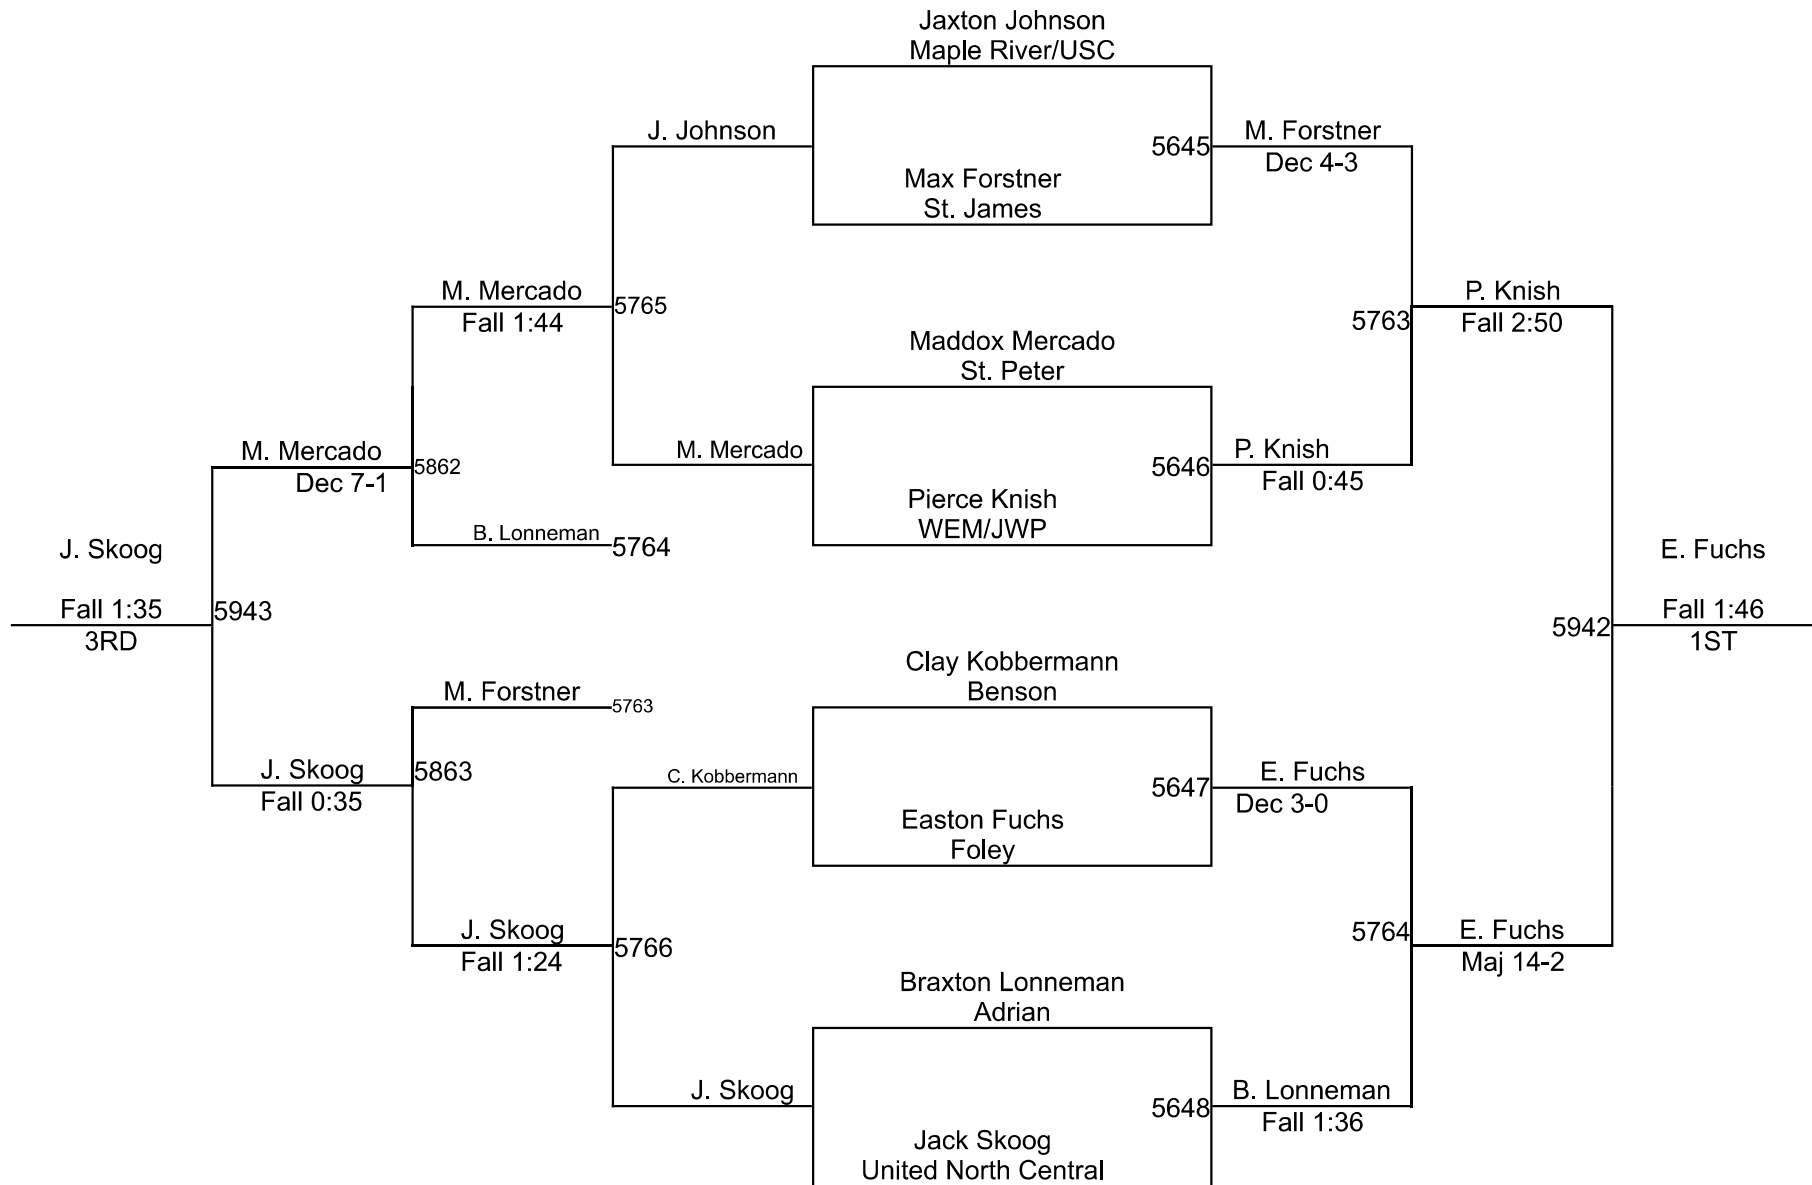 Jaxton Johnson
Maple River/USC
J. Johnson
5645
M. Forstner
Dec 4-3
Max Forstner
St. James
M. Mercado
Fall 1:44
5765
P. Knish
Fall 2:50
5763
Maddox Mercado
St. Peter
M. Mercado
Dec 7-1
5862
M. Mercado
5646
P. Knish
Fall 0:45
Pierce Knish
WEM/JWP
B. Lonneman
5764
J. Skoog
Fall 1:35
3RD
5943
E. Fuchs
Fall 1:46
1ST
5942
Clay Kobbermann
Benson
M. Forstner
5763
J. Skoog
Fall 0:35
5863
C. Kobbermann
5647
E. Fuchs
Dec 3-0
Easton Fuchs
Foley
J. Skoog
Fall 1:24
5766
5764
E. Fuchs
Maj 14-2
Braxton Lonneman
Adrian
J. Skoog
5648
B. Lonneman
Fall 1:36
Jack Skoog
United North Central